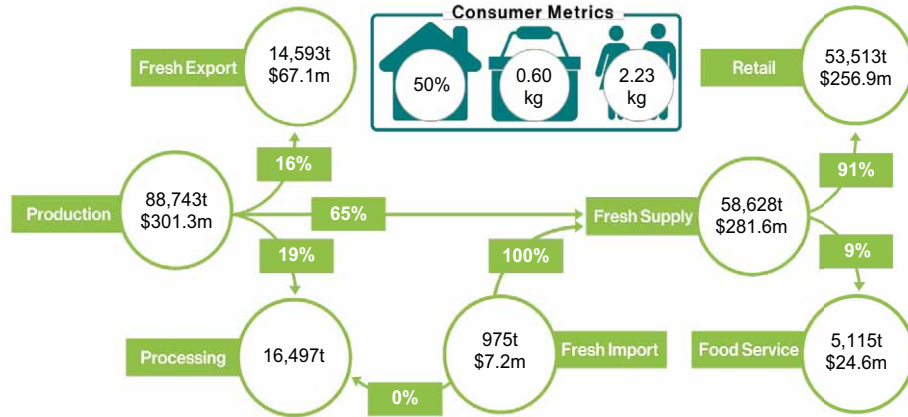 Consumer Metrics
50%
0.60
kg
2.23
kg
Fresh Export
14,593t
$67.1m
Retail
53,513t
$256.9m
16%
91%
Production
88,743t
$301.3m
65%
Fresh Supply
58,628t
$281.6m
19%
100%
9%
Processing
16,497t
975t
$7.2m
Fresh Import
Food Service
5,115t
$24.6m
0%